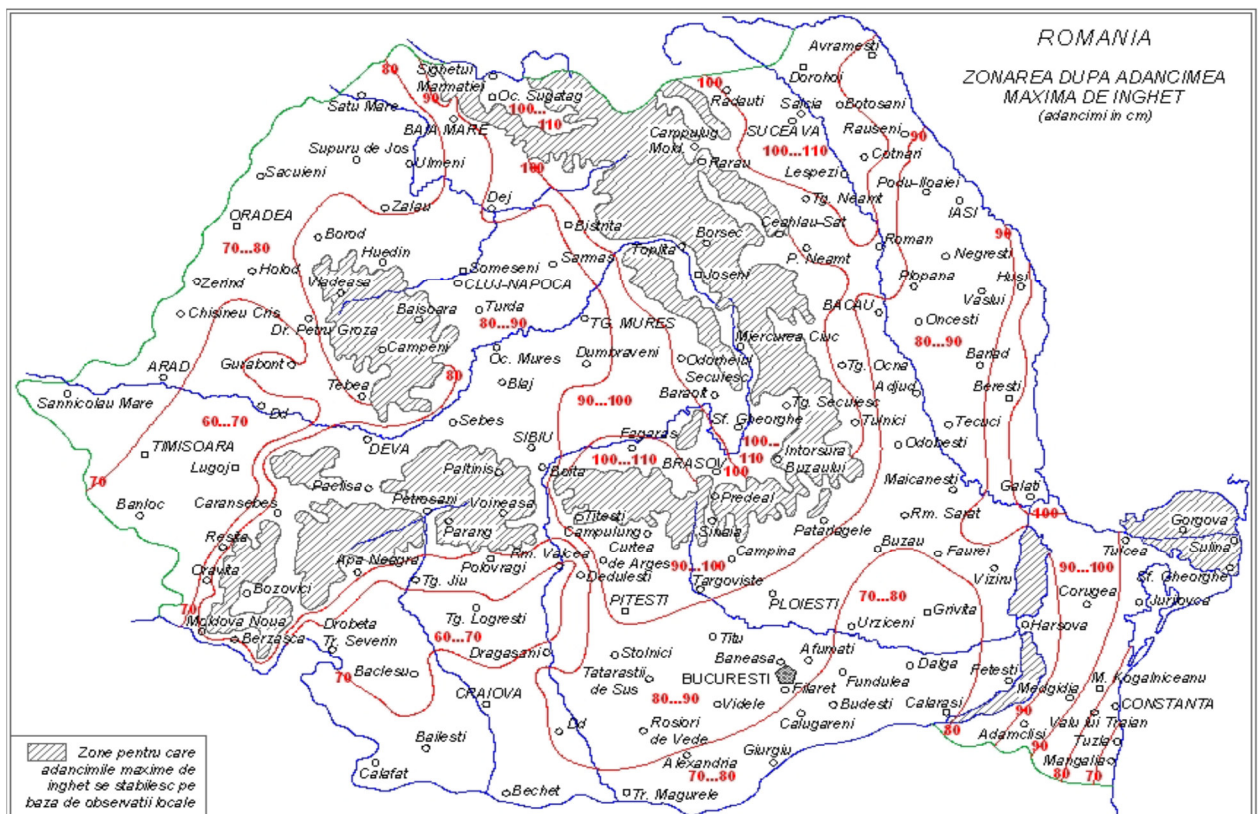 ROMANIA
ZONAREA DUPA ADANCIMEA
MAXIMA DE INGHET
(adancimi in cm)
Avramesti
80
Sighetul
Marmatiei
Dorohoi
90
Oc. Sugatag
100
Radauti
Satu Mare
100...
110
Salcia
Botosani
BAIA MARE
SUCEAVA
Rauseni
90
Campulug
Mold.
100...110
Cotnari
Supuru de Jos
Ulmeni
100
Rarau
Lespezi
Sacuieni
Podu-Iloaiei
Zalau
Dej
Tg. Neamt
IASI
ORADEA
Bistrita
Ceahlau-Sat
90
Borod
70...80
Huedin
Toplita
Borsec
P. Neamt
Roman
Negresti
Holod
Someseni
Sarmas
Joseni
Plopana
Husi
Zerind
Vladeasa
CLUJ-NAPOCA
Vaslui
Chisineu Cris
Baisoara
Turda
BACAU
Dr. Petru Groza
80...90
TG. MURES
Oncesti
80...90
Campeni
Oc. Mures
Dumbraveni
Miercurea Ciuc
Gurabont
Odorheiul
Secuiesc
Tg. Ocna
Barlad
ARAD
80
Blaj
Adjud
Beresti
Sannicolau Mare
Tebea
Baraolt
60...70
Dd
90...100
Tg. Secuiesc
Sebes
Sf. Gheorghe
Tulnici
Tecuci
TIMISOARA
DEVA
SIBIU
Fagaras
100...
110
Odobesti
Lugoj
Paltinis
Boita
100...110
BRASOV
100
Intorsura
Buzaului
70
Paclisa
Maicanesti
Galati
Banloc
Caransebes
Petrosani
Voineasa
Predeal
100
Titesti
Rm. Sarat
Resita
Parang
Campulung
Sinaia
Patarlagele
Gorgova
Apa Neagra
Rm. Valcea
Curtea
de Arges
Campina
Buzau
Faurei
Tulcea
Sulina
Oravita
Polovragi
90...100
90...100
Bozovici
Tg. Jiu
Dedulesti
Targoviste
Viziru
Sf. Gheorghe
70
PITESTI
PLOIESTI
70...80
Corugea
Jurilovca
Moldova Noua
Drobeta
Tr. Severin
Tg. Logresti
Grivita
Berzasca
60...70
Titu
Urziceni
Harsova
Dragasani
Stolnici
Baneasa
Afumati
70
Baclesu
Tatarastii
de Sus
BUCURESTI
Dalga
Fetesti
M. Kogalniceanu
CRAIOVA
80...90
Filaret
Fundulea
Medgidia
CONSTANTA
Videle
Budesti
Calarasi
90
Valu lui Traian
Dd
Rosiori
de Vede
Calugareni
80
Adamclisi
Tuzla
Bailesti
Giurgiu
90
Mangalia
Calafat
Alexandria
70...80
80
70
Bechet
Tr. Magurele
Zone pentru care
adancimile maxime de
inghet se stabilesc pe
baza de observatii locale